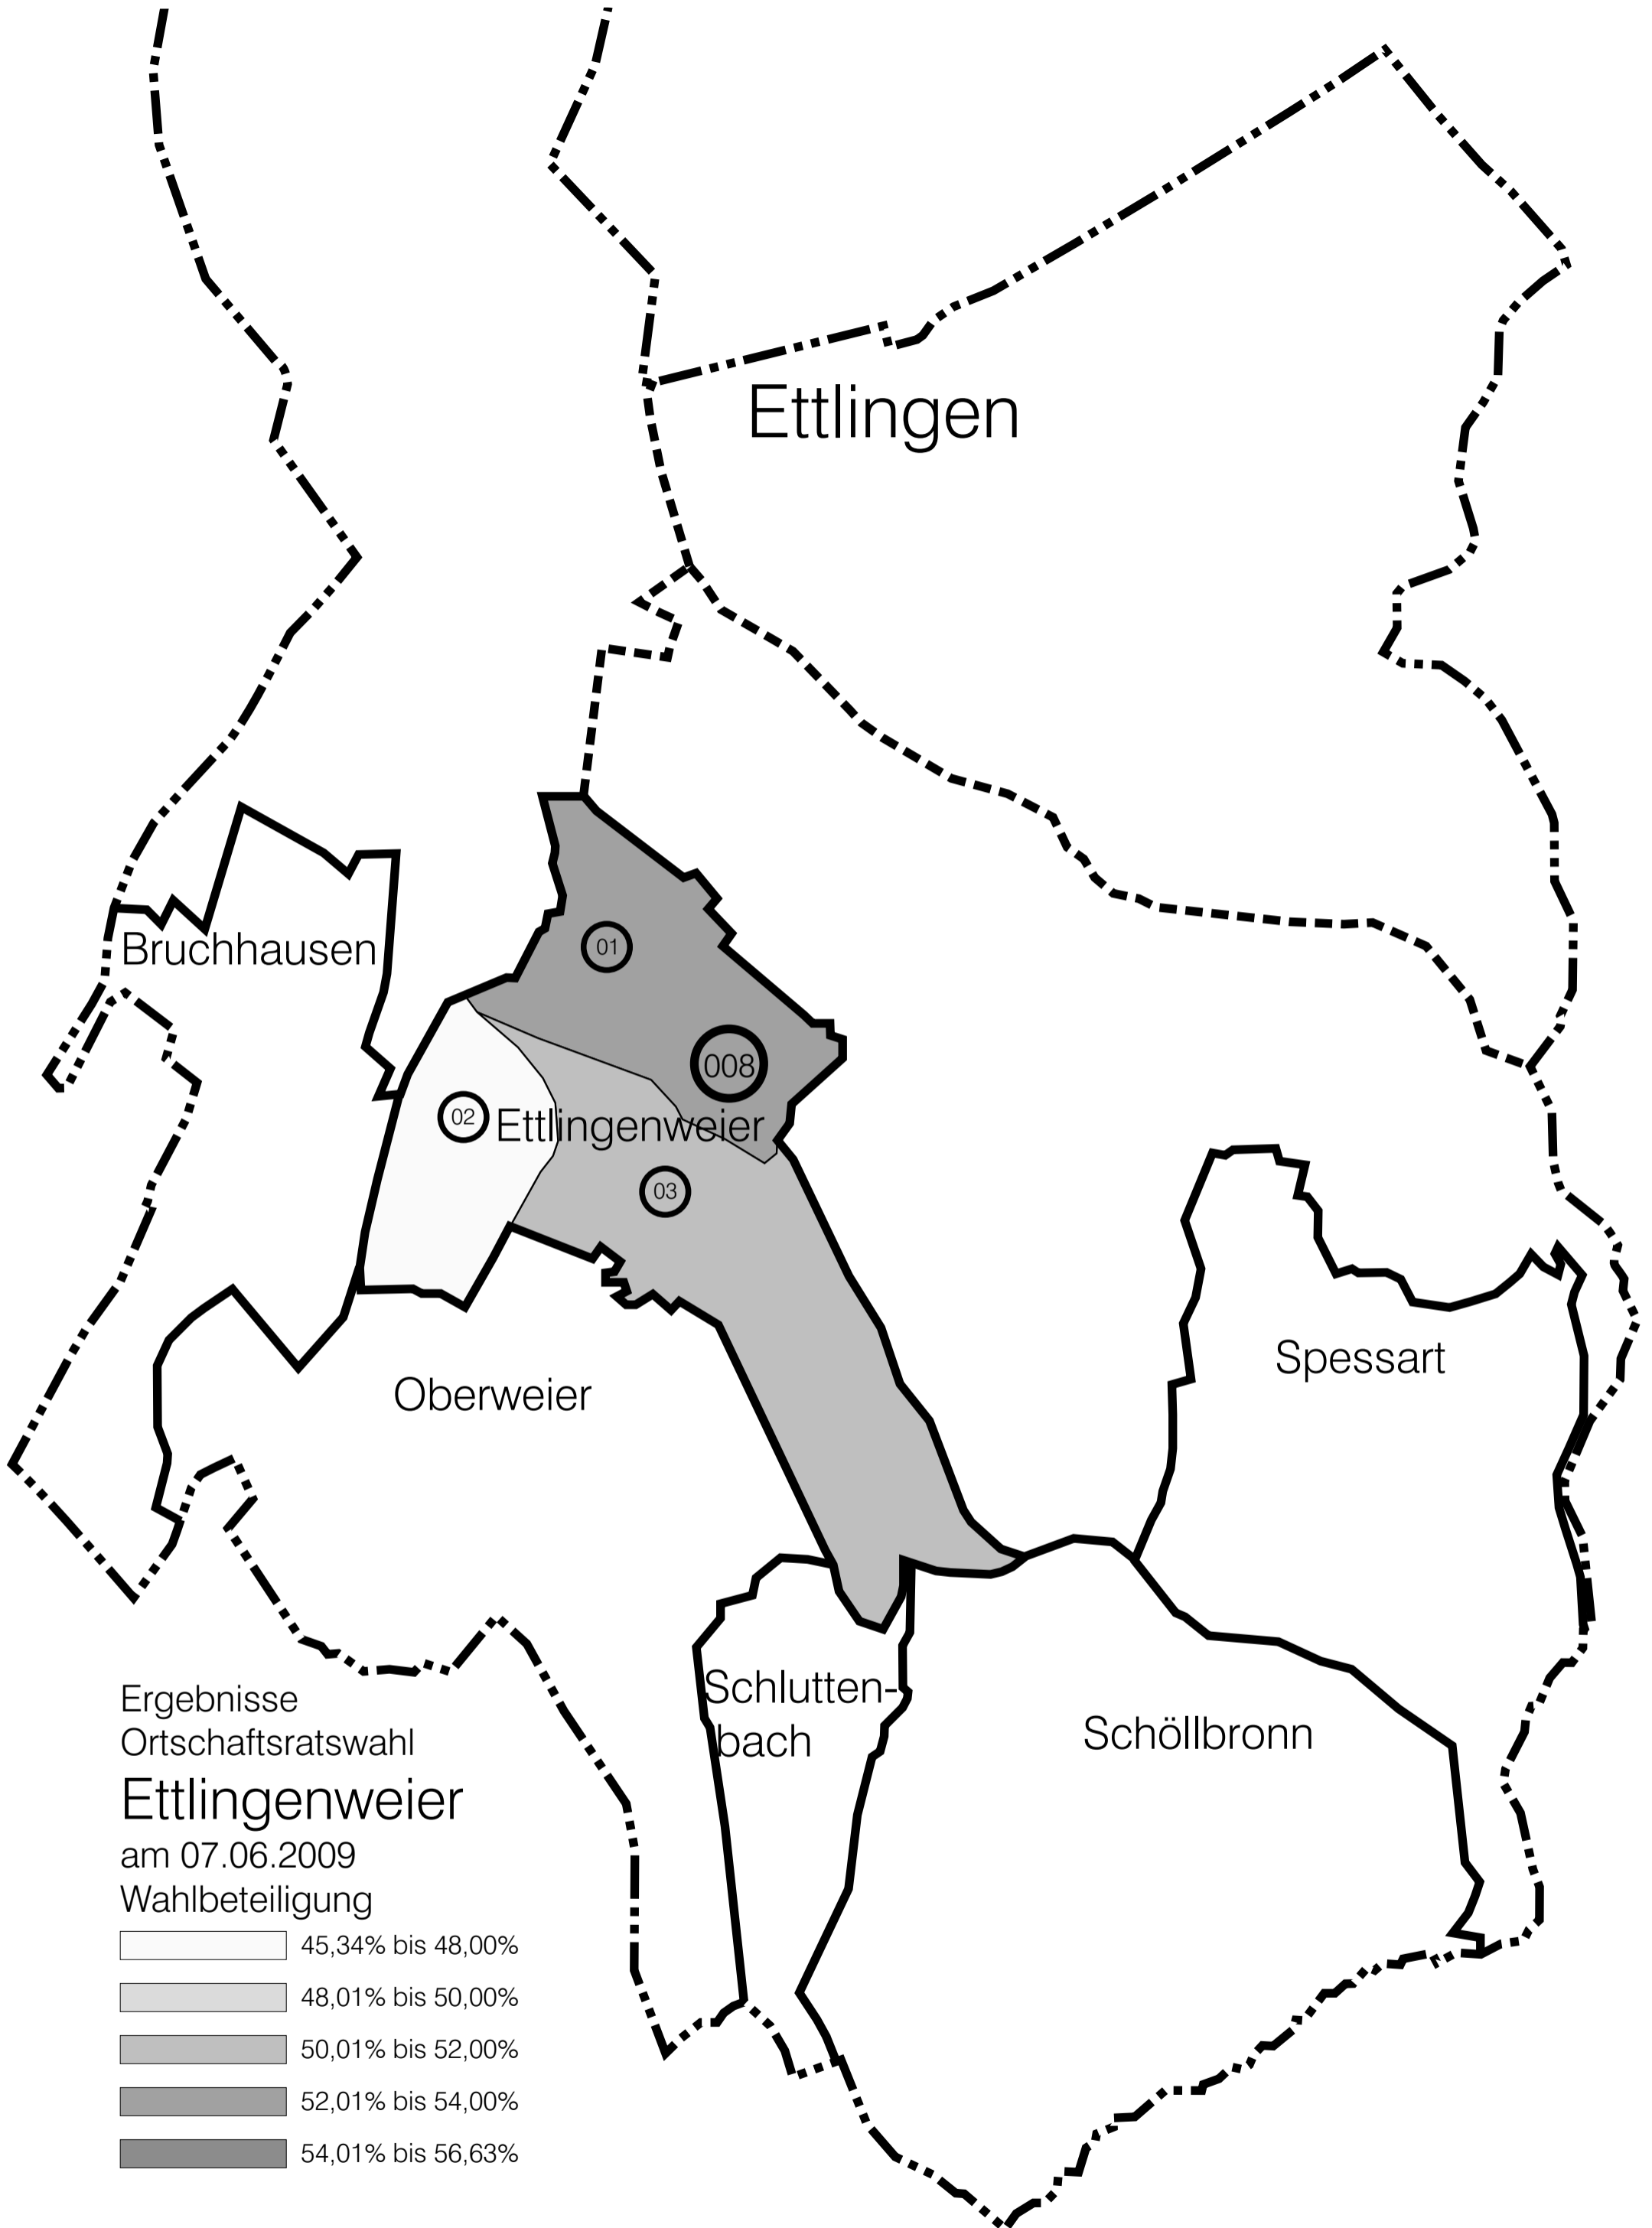 Ettlingen
Bruchhausen
01
008
02
Ettlingenweier
03
Spessart
Oberweier
Schlutten-
bach
Schöllbronn
Ergebnisse
Ortschaftsratswahl
Ettlingenweier
am 07.06.2009
Wahlbeteiligung
45,34% bis 48,00%
48,01% bis 50,00%
50,01% bis 52,00%
52,01% bis 54,00%
54,01% bis 56,63%